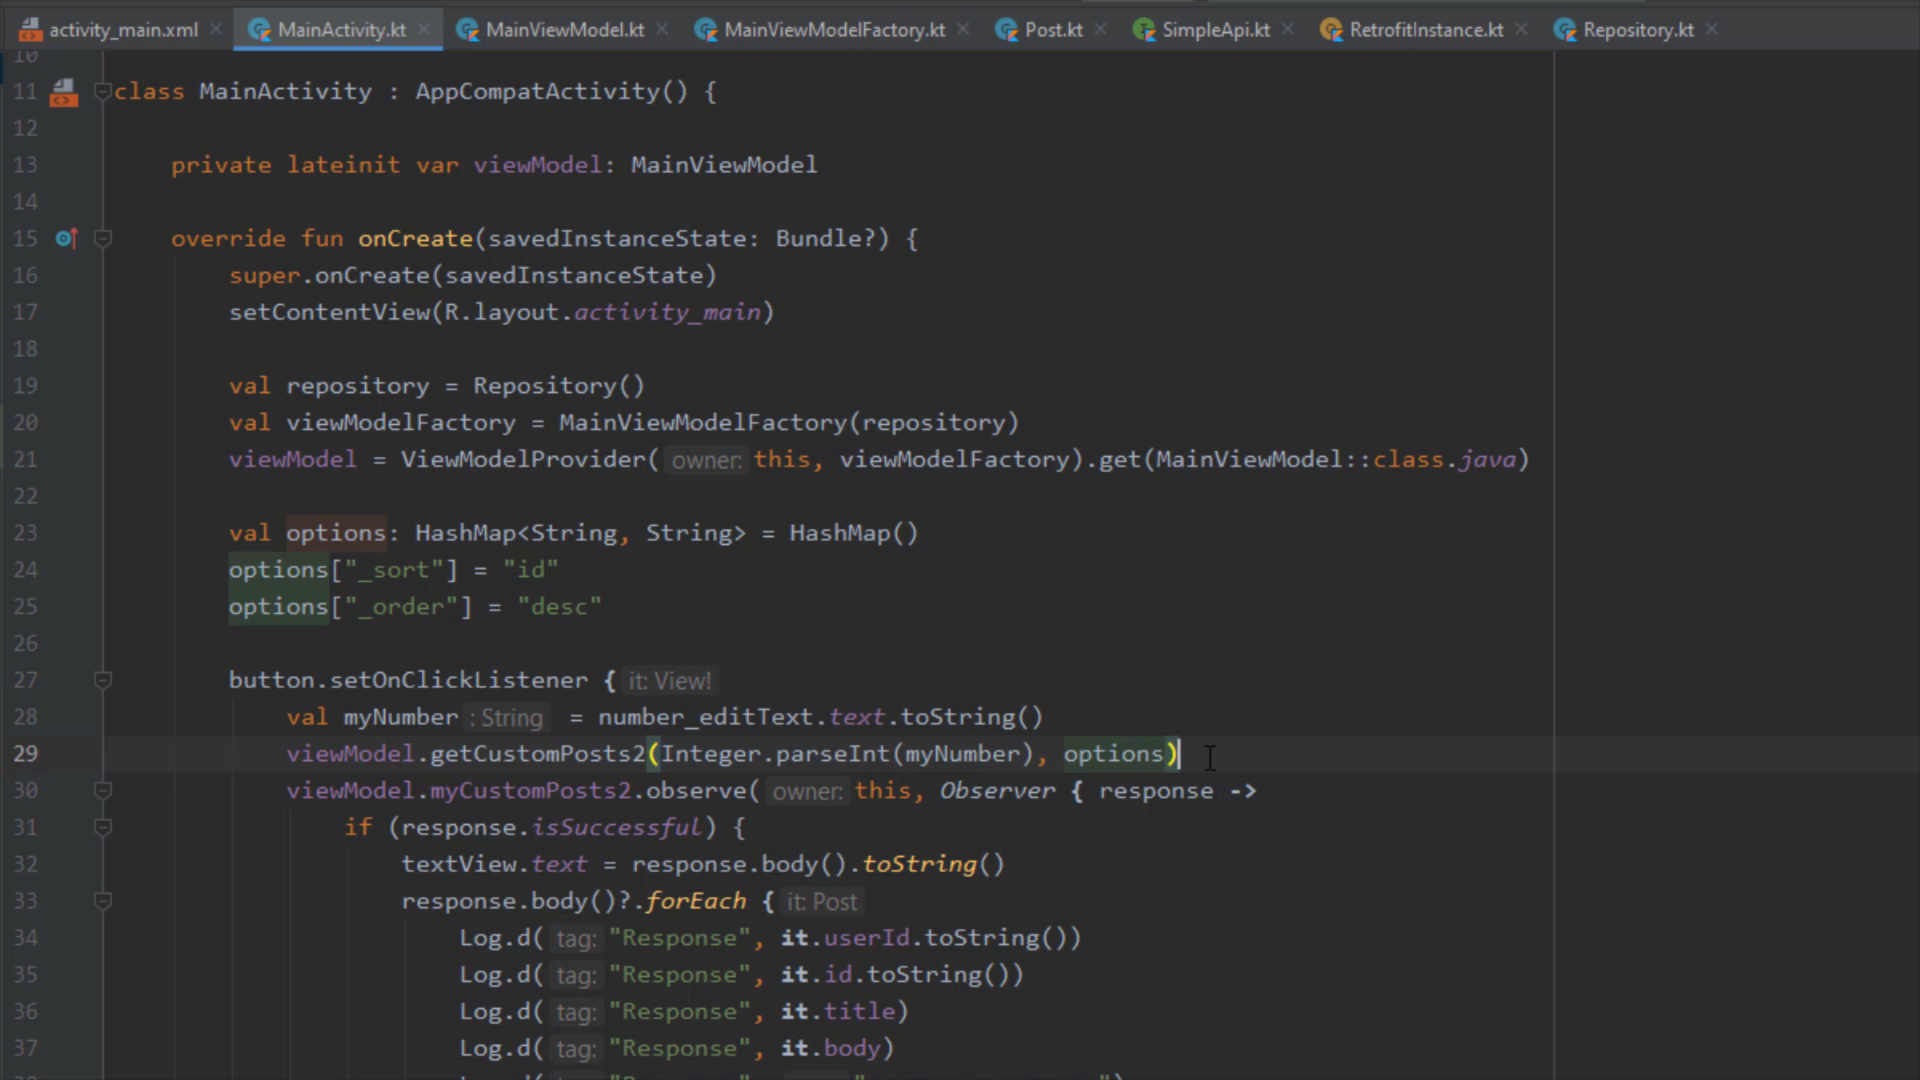 activity_main.xml MainActivity.kt MainViewModel.kt MainViewModelFactory.kt Post.kt SimpleApi.kt RetrofitInstance.kt Repository.kt
10
11 class MainActivity : AppCompatActivity() {
12
13 private lateinit var viewModel: MainViewModel
14
15 override fun onCreate(savedInstanceState: Bundle?) {
16 super.onCreate(savedInstanceState)
17 setContentView(R.layout.activity_main)
18
19 val repository = Repository()
20 val viewModelFactory = MainViewModelFactory(repository)
21 viewModel = ViewModelProvider( owner: this, viewModelFactory).get(MainViewModel::class.java)
22
23 val options: HashMap<String, String> = HashMap()
24 options["_sort"] = "id"
25 options["_order"] = "desc"
26
27 button.setOnClickListener { it: View!
28 val myNumber : String = number_editText.text.toString()
29 viewModel.getCustomPosts2(Integer.parseInt(myNumber), options)
30 viewModel.myCustomPosts2.observe( owner: this, Observer { response ->
31 if (response.isSuccessful) {
32 textView.text = response.body().toString()
33 response.body()?.forEach { it: Post
34 Log.d( tag: "Response", it.userId.toString())
35 Log.d( tag: "Response", it.id.toString())
36 Log.d( tag: "Response", it.title)
37 Log.d( tag: "Response", it.body)